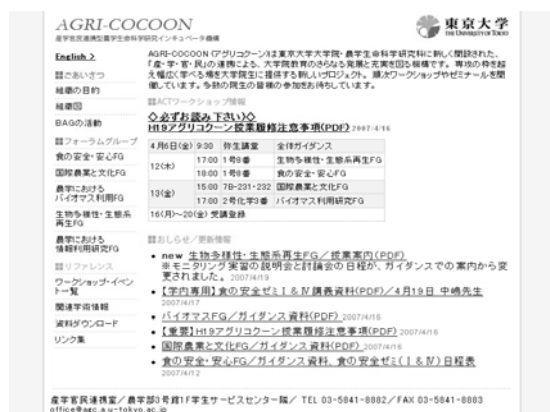 AGRI-COCOON
産学官民連携型農学生命科学研究インキュベータ機構
東京大学
THE UNIVERSITY OF TOKYO
English >
ごあいさつ
組織の目的
組織図
BAGの活動
フォーラムグループ
食の安全・安心FG
国際農業と文化FG
農学における
バイオマス利用FG
生物多様性・生態系
再生FG
農学における
情報利用研究FG
リファレンス
ワークショップ・イベン
ト一覧
関連学術情報
資料ダウンロード
リンク集
AGRI-COCOON (アグリコクーン)は東京大学大学院・農学生命科学研究科に新しく開設された、
「産・学・官・民」の連携による、大学院教育のさらなる発展と充実を図る機構です。専攻の枠を超
え幅広く学べる場を大学院生に提供する新しいプロジェクト。順次ワークショップやゼミナールを開
催しています。多数の院生の皆様の参加をお待ちしています。
ACTワークショップ情報
◇必ずお読み下さい)◇
H19アグリコクーン授業履修注意事項(PDF) 2007/4/16
4月6日(金) 9:30 弥生講堂 全体ガイダンス
12(木) 17:00 1号8番 生物多様性・生態系再生FG
18:00 1号8番 食の安全・安心FG
13(金) 15:00 7B-231・232 国際農業と文化FG
17:00 2号化学3番 バイオマス利用研究FG
16(月)~20(金) 受講登録
おしらせ/更新情報
new 生物多様性・生態系再生FG/授業案内(PDF)
※モニタリング実習の説明会と討論会の日程が、ガイダンスでの案内から変
更されました。2007/4/19
【学内専用】食の安全ゼミⅠ&Ⅳ講義資料(PDF)/4月19日 中嶋先生
2007/4/17
バイオマスFG/ガイダンス資料(PDF) 2007/4/16
【重要】H19アグリコクーン授業履修注意事項(PDF) 2007/4/16
国際農業と文化FG/ガイダンス資料(PDF) 2007/4/16
食の安全・安心FG/ガイダンス資料、食の安全ゼミ(Ⅰ&Ⅳ)日程表
2007/4/12
産学官民連携室/農学部3号館1F学生サービスセンター隣/ TEL 03-5841-8882/FAX 03-5841-8883
office@agc.a.u-tokyo.ac.jp